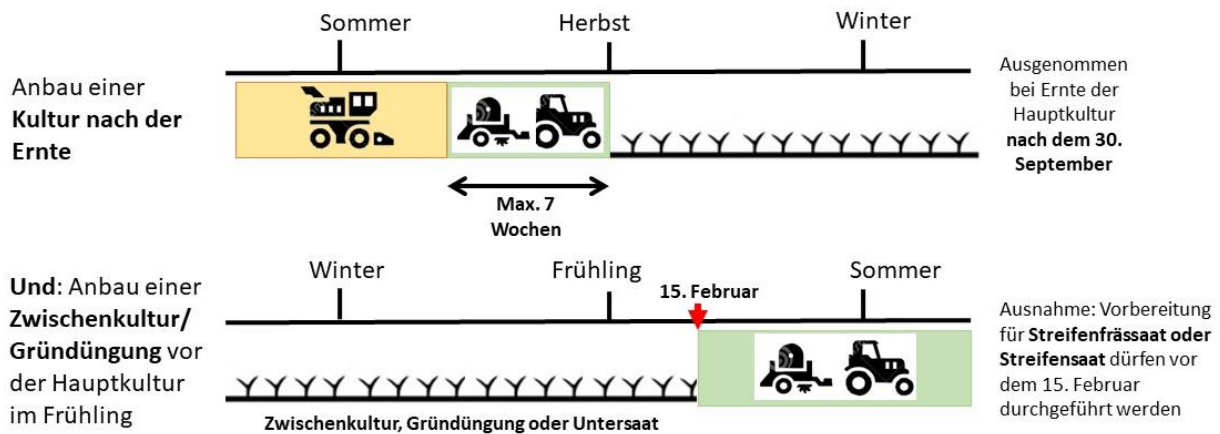 Sommer
Herbst
Winter
Anbau einer
Kultur nach der
Ernte
Max. 7
Wochen
Ausgenommen
bei Ernte der
Hauptkultur
nach dem 30.
September
Winter
Frühling
15. Februar
Sommer
Und: Anbau einer
Zwischenkultur/
Gründüngung vor
der Hauptkultur
im Frühling
Zwischenkultur, Gründüngung oder Untersaat
Ausnahme: Vorbereitung
für Streifenfrässaat oder
Streifensaat dürfen vor
dem 15. Februar
durchgeführt werden